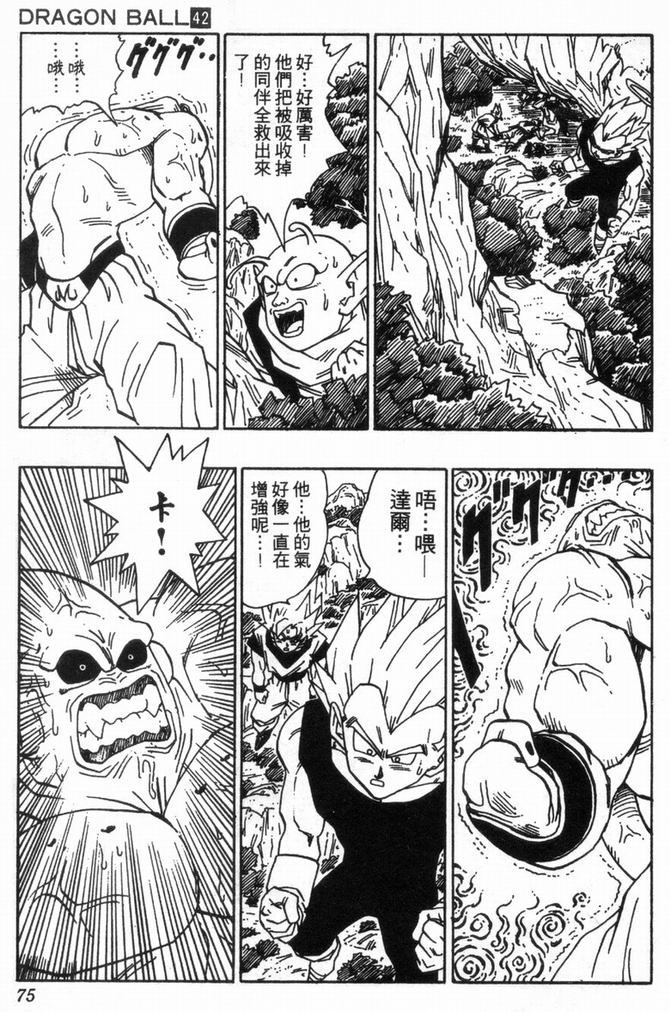 DRAGON BALL 42
好…好厲害！
他們把被吸收掉
的同伴全救出來
了！
グググ…
……哦
……哦
ググ
唔…喂—
達爾…
他…他的氣
好像一直在
增強呢…！
卡！
75